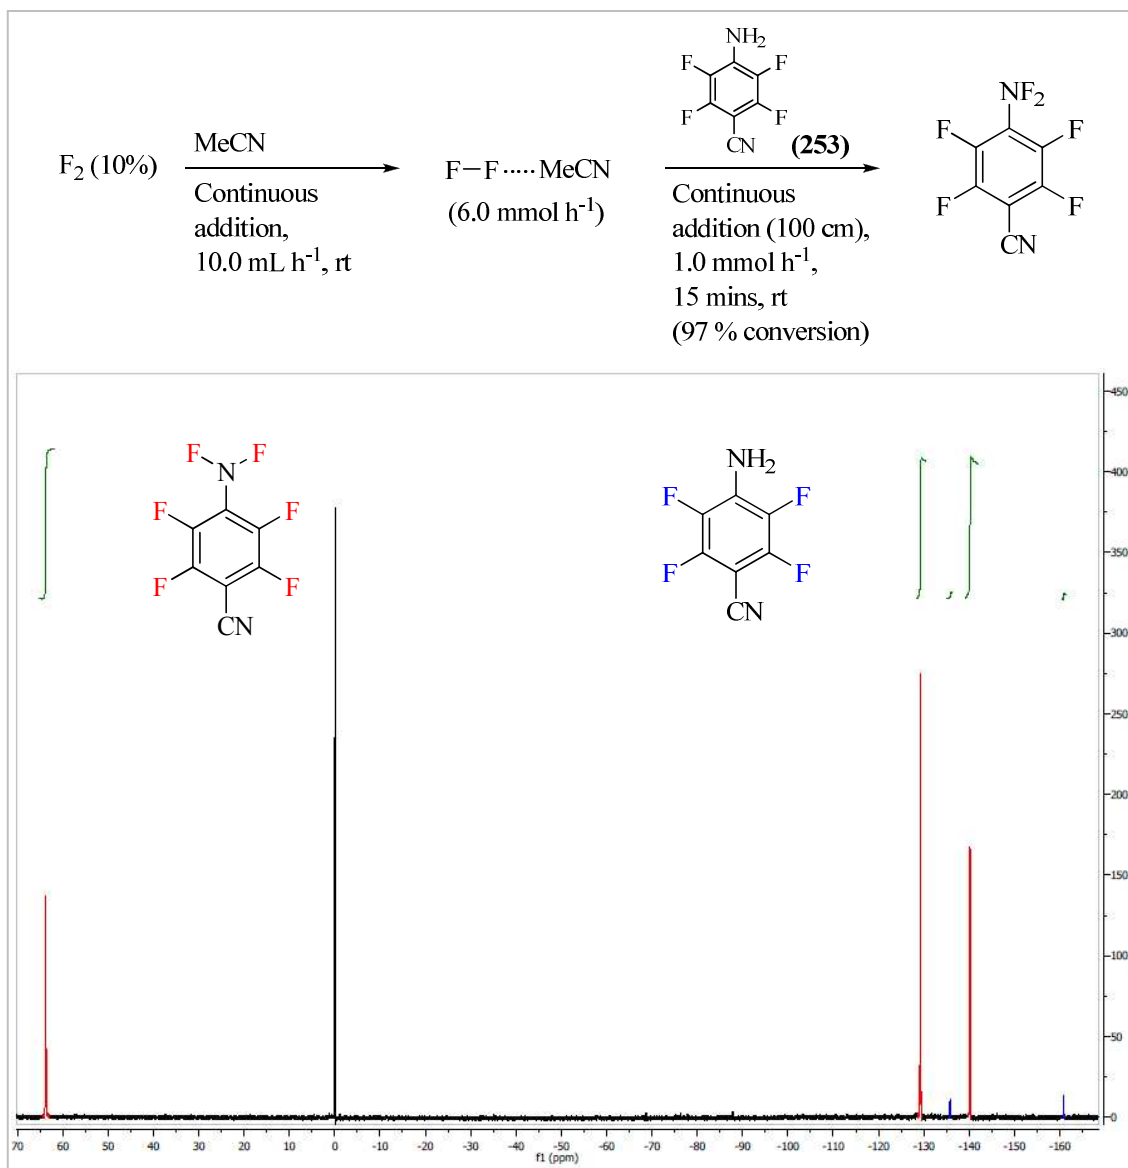 F₂ (10%)
MeCN
Continuous
addition,
10.0 mL h⁻¹, rt
F−F·····MeCN
(6.0 mmol h⁻¹)
NH₂
F F
F F
CN (253)
Continuous
addition (100 cm),
1.0 mmol h⁻¹,
15 mins, rt
(97 % conversion)
NF₂
F F
F F
CN
F F
N
F F
F F
CN
NH₂
F F
F F
CN
450
400
350
300
250
200
150
100
50
0
70 60 50 40 30 20 10 0 -10 -20 -30 -40 -50 -60 -70 -80 -90 -100 -110 -120 -130 -140 -150 -160
f1 (ppm)